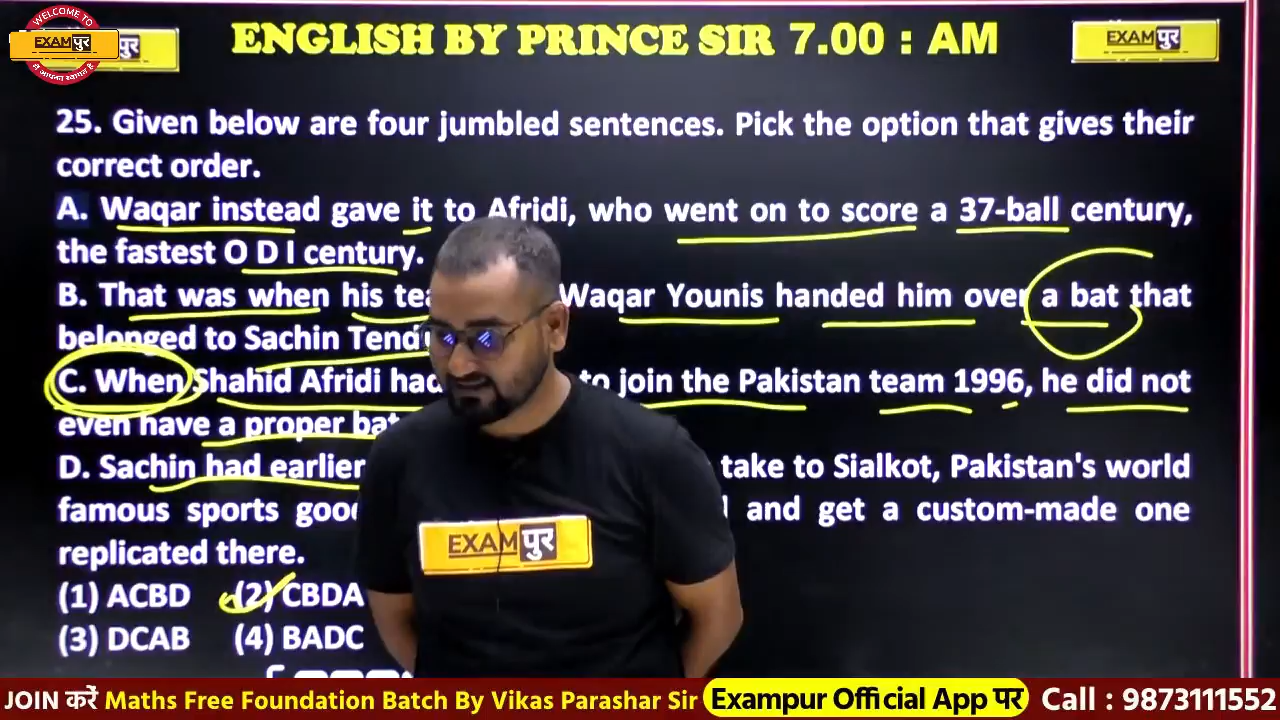 WELCOME TO
EXAMपुर
में आपका स्वागत है
पुर
ENGLISH BY PRINCE SIR 7.00 : AM
EXAMपुर
25. Given below are four jumbled sentences. Pick the option that gives their
correct order.
A. Waqar instead gave it to Afridi, who went on to score a 37-ball century,
the fastest O D I century.
B. That was when his Waqar Younis handed him over a bat that
belonged to Sachin
C. When Shahid Afridi had to join the Pakistan team 1996, he did not
even have a proper bat
D. Sachin had earlier take to Sialkot, Pakistan's world
famous sports and get a custom-made one
replicated there.
(1) ACBD (2) CBDA
(3) DCAB (4) BADC
EXAMपुर
JOIN करें Maths Free Foundation Batch By Vikas Parashar Sir Exampur Official App पर Call : 9873111552